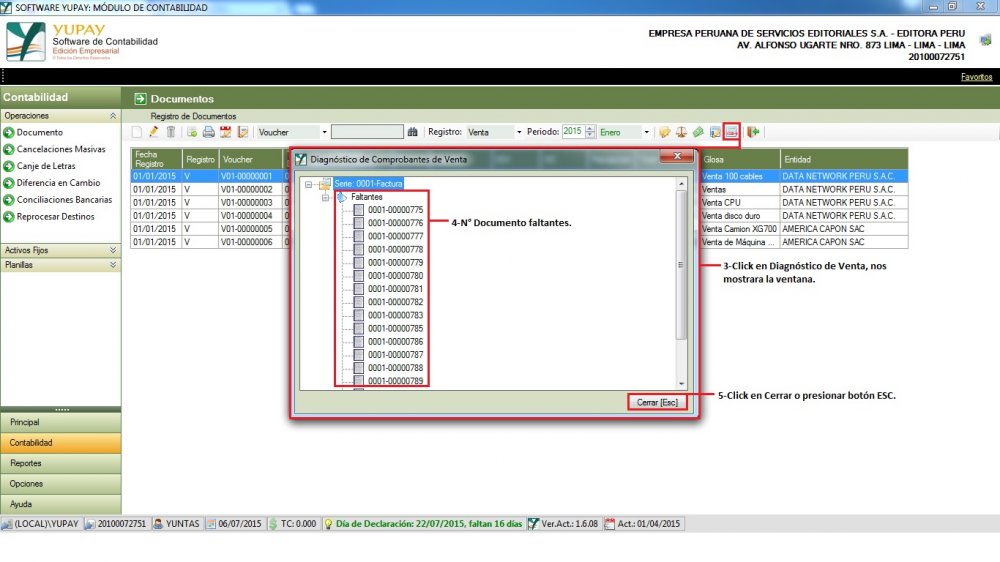 SOFTWARE YUPAY: MÓDULO DE CONTABILIDAD
YUPAY
Software de Contabilidad
Edición Empresarial
© Todos los Derechos Reservados
EMPRESA PERUANA DE SERVICIOS EDITORIALES S.A. - EDITORA PERU
AV. ALFONSO UGARTE NRO. 873 LIMA - LIMA - LIMA
20100072751
Favoritos
Contabilidad
Operaciones
Documento
Cancelaciones Masivas
Canje de Letras
Diferencia en Cambio
Conciliaciones Bancarias
Reprocesar Destinos
Activos Fijos
Planillas
Principal
Contabilidad
Reportes
Opciones
Ayuda
Documentos
Registro de Documentos
Voucher Registro: Venta Periodo: 2015 Enero
Fecha Registro Registro Voucher Glosa Entidad
01/01/2015 V V01-00000001 0 Venta 100 cables DATA NETWORK PERU S.A.C.
01/01/2015 V V01-00000002 0 Ventas DATA NETWORK PERU S.A.C.
01/01/2015 V V01-00000003 0 Venta CPU DATA NETWORK PERU S.A.C.
01/01/2015 V V01-00000004 0 Venta disco duro DATA NETWORK PERU S.A.C.
01/01/2015 V V01-00000005 0 Venta Camion XG700 AMERICA CAPON SAC
01/01/2015 V V01-00000006 0 Venta de Máquina ... AMERICA CAPON SAC
Diagnóstico de Comprobantes de Venta
Serie: 0001-Factura
Faltantes
0001-00000775
0001-00000776
0001-00000777
0001-00000778
0001-00000779
0001-00000780
0001-00000781
0001-00000782
0001-00000783
0001-00000785
0001-00000786
0001-00000787
0001-00000788
0001-00000789
4-N° Documento faltantes.
3-Click en Diagnóstico de Venta, nos
mostrara la ventana.
Cerrar [Esc]
5-Click en Cerrar o presionar botón ESC.
(LOCAL)\YUPAY 20100072751 YUNTAS 06/07/2015 TC: 0.000 Día de Declaración: 22/07/2015, faltan 16 días Ver.Act.: 1.6.08 Act.: 01/04/2015